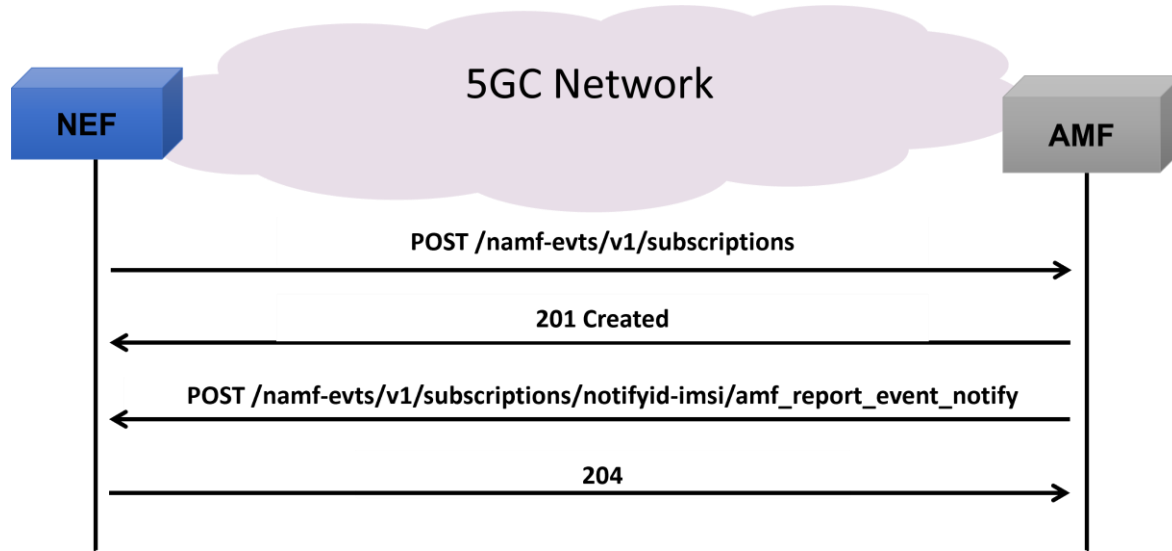 5GC Network
NEF
AMF
POST /namf-evts/v1/subscriptions
201 Created
POST /namf-evts/v1/subscriptions/notifyid-imsi/amf_report_event_notify
204